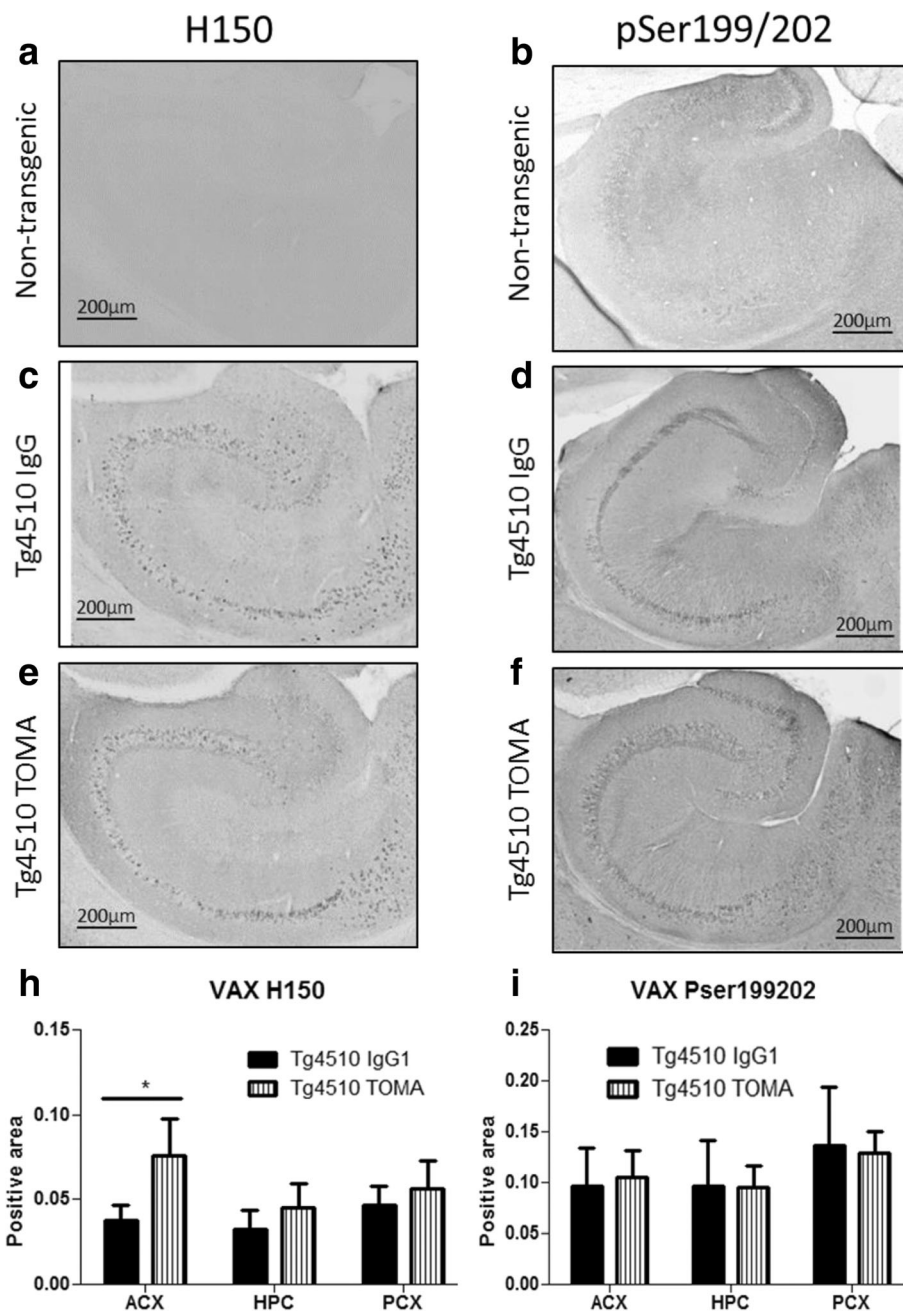 H150
pSer199/202
a
b
Non-transgenic
Non-transgenic
200µm
200µm
c
d
Tg4510 IgG
Tg4510 IgG
200µm
200µm
e
f
Tg4510 TOMA
Tg4510 TOMA
200µm
200µm
h
VAX H150
0.15
0.10
0.05
0.00
Positive area
Tg4510 IgG1
Tg4510 TOMA
*
ACX
HPC
PCX
i
VAX Pser199202
0.25
0.20
0.15
0.10
0.05
0.00
Positive area
Tg4510 IgG1
Tg4510 TOMA
ACX
HPC
PCX